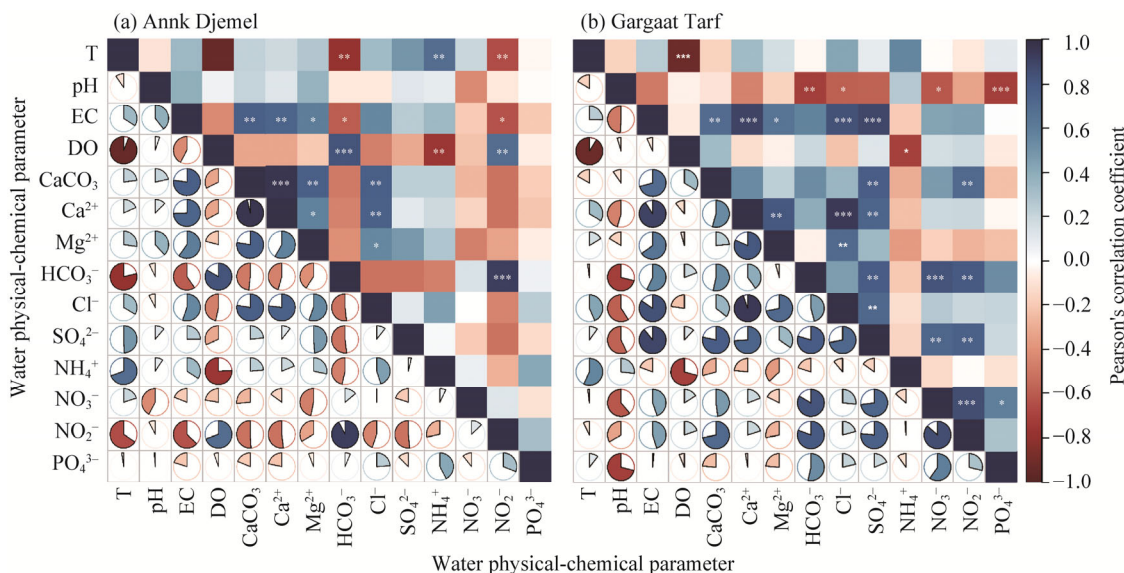 (a) Annk Djemel
(b) Gargaat Tarf
Water physical-chemical parameter
T ** ** **
pH
EC ** ** * * *
DO *** ** **
CaCO₃ *** ** **
Ca²⁺ * **
Mg²⁺ *
HCO₃⁻ ***
Cl⁻
SO₄²⁻
NH₄⁺
NO₃⁻
NO₂⁻
PO₄³⁻
T pH EC DO CaCO₃ Ca²⁺ Mg²⁺ HCO₃⁻ Cl⁻ SO₄²⁻ NH₄⁺ NO₃⁻ NO₂⁻ PO₄³⁻
***
** * * ***
** *** * *** ***
*
** **
** *** **
**
** *** **
**
** **
*** *
T pH EC DO CaCO₃ Ca²⁺ Mg²⁺ HCO₃⁻ Cl⁻ SO₄²⁻ NH₄⁺ NO₃⁻ NO₂⁻ PO₄³⁻
Water physical-chemical parameter
1.0
0.8
0.6
0.4
0.2
0.0
−0.2
−0.4
−0.6
−0.8
−1.0
Pearson's correlation coefficient